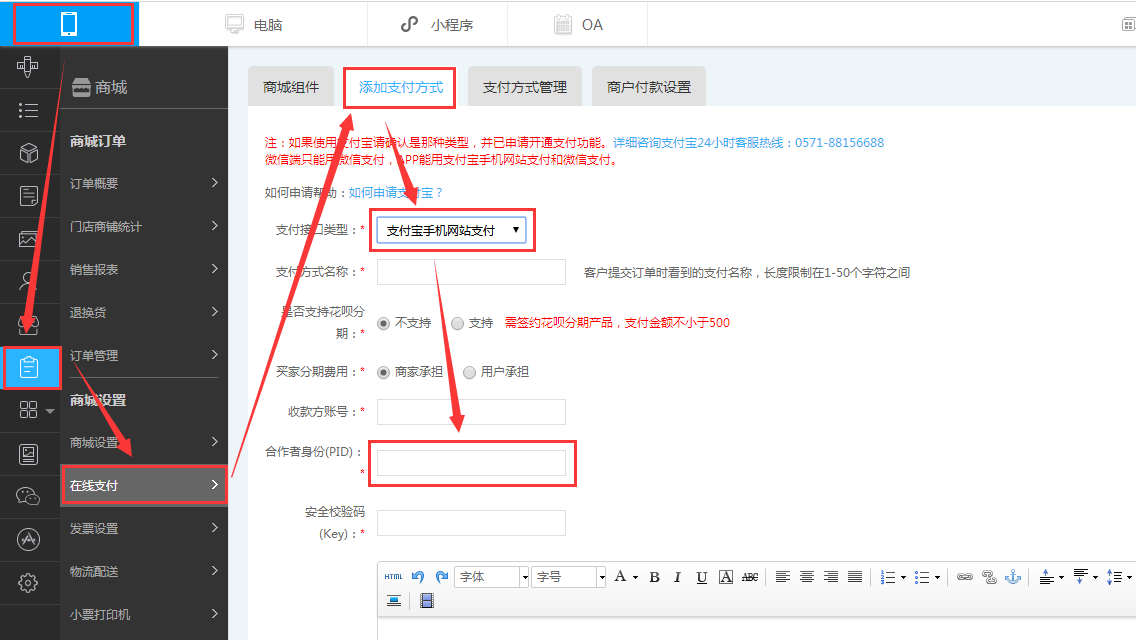 电脑
小程序
OA
商城
商城订单
订单概要
门店商铺统计
销售报表
退换货
订单管理
商城设置
商城设置
在线支付
发票设置
物流配送
小票打印机
商城组件
添加支付方式
支付方式管理
商户付款设置
注：如果使用支付宝请确认是那种类型，并已申请开通支付功能。详细咨询支付宝24小时客服热线：0571-88156688
微信端只能用微信支付，APP能用支付宝手机网站支付和微信支付。
如何申请帮助：如何申请支付宝？
支付接口类型：* 支付宝手机网站支付
支付方式名称：* 客户提交订单时看到的支付名称，长度限制在1-50个字符之间
是否支持花呗分
期：* 不支持 支持 需签约花呗分期产品，支付金额不小于500
买家分期费用：* 商家承担 用户承担
收款方账号：*
合作者身份(PID)：
*
安全校验码
(Key)：*
HTML 字体 字号 A B I U A ABC